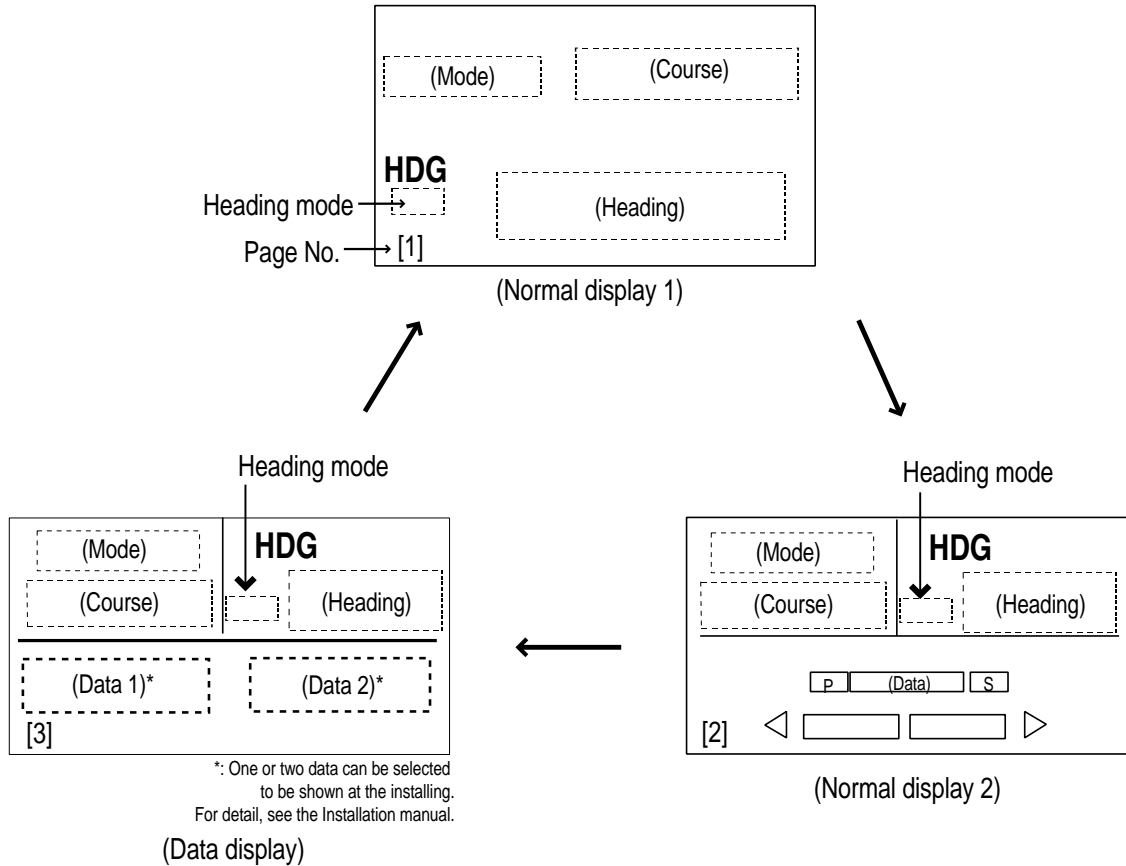 (Mode)
(Course)
HDG
Heading mode
(Heading)
Page No.
[1]
(Normal display 1)
Heading mode
(Mode)
HDG
(Course)
(Heading)
(Data 1)*
(Data 2)*
[3]
*: One or two data can be selected
to be shown at the installing.
For detail, see the Installation manual.
(Data display)
Heading mode
(Mode)
HDG
(Course)
(Heading)
P
(Data)
S
[2]
(Normal display 2)